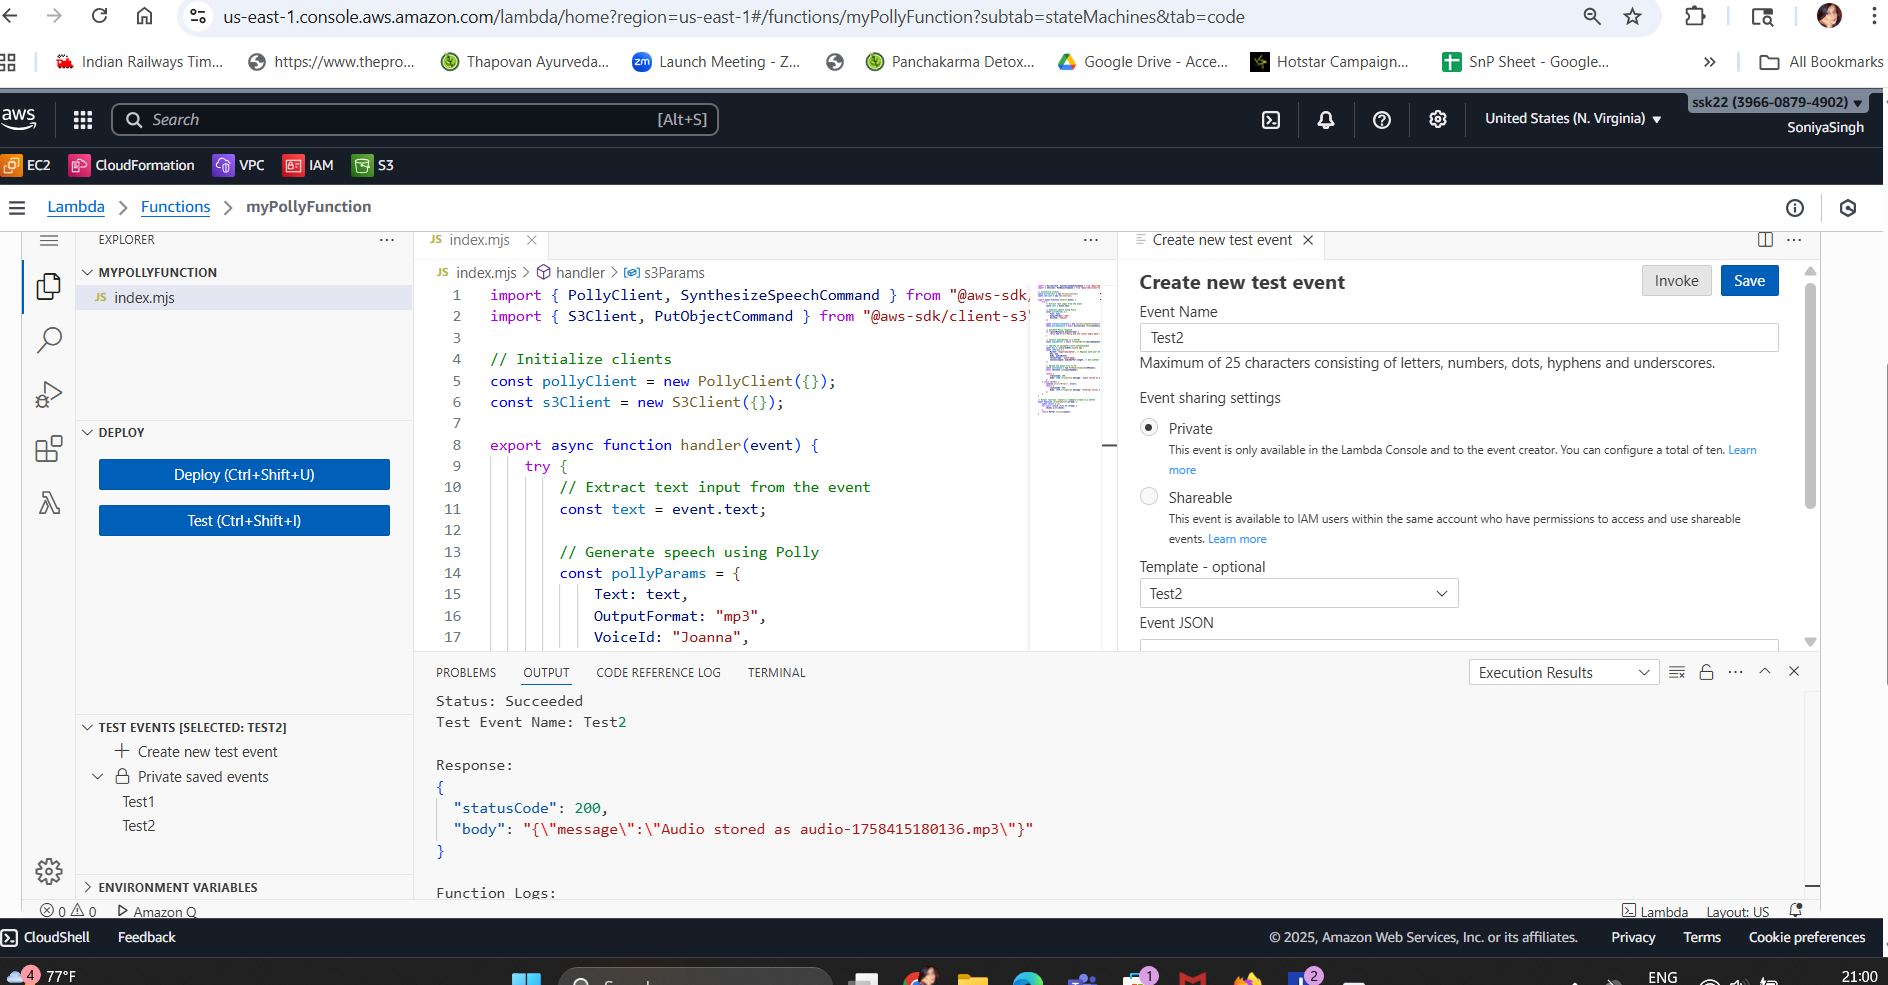 us-east-1.console.aws.amazon.com/lambda/home?region=us-east-1#/functions/myPollyFunction?subtab=stateMachines&tab=code
Indian Railways Tim...
https://www.thepro...
Thapovan Ayurveda...
zm Launch Meeting - Z...
Panchakarma Detox...
Google Drive - Acce...
Hotstar Campaign...
SnP Sheet - Google...
All Bookmarks
aws
Search
[Alt+S]
United States (N. Virginia)
ssk22 (3966-0879-4902)
SoniyaSingh
EC2
CloudFormation
VPC
IAM
S3
Lambda > Functions > myPollyFunction
EXPLORER
MYPOLLYFUNCTION
JS index.mjs
DEPLOY
Deploy (Ctrl+Shift+U)
Test (Ctrl+Shift+I)
TEST EVENTS [SELECTED: TEST2]
Create new test event
Private saved events
Test1
Test2
ENVIRONMENT VARIABLES
JS index.mjs
JS index.mjs > handler > s3Params
1 import { PollyClient, SynthesizeSpeechCommand } from "@aws-sdk,
2 import { S3Client, PutObjectCommand } from "@aws-sdk/client-s3"
3
4 // Initialize clients
5 const pollyClient = new PollyClient({});
6 const s3Client = new S3Client({});
7
8 export async function handler(event) {
9 try {
10 // Extract text input from the event
11 const text = event.text;
12
13 // Generate speech using Polly
14 const pollyParams = {
15 Text: text,
16 OutputFormat: "mp3",
17 VoiceId: "Joanna",
Create new test event
Create new test event
Invoke
Save
Event Name
Test2
Maximum of 25 characters consisting of letters, numbers, dots, hyphens and underscores.
Event sharing settings
Private
This event is only available in the Lambda Console and to the event creator. You can configure a total of ten. Learn
more
Shareable
This event is available to IAM users within the same account who have permissions to access and use shareable
events. Learn more
Template - optional
Test2
Event JSON
PROBLEMS
OUTPUT
CODE REFERENCE LOG
TERMINAL
Execution Results
Status: Succeeded
Test Event Name: Test2
Response:
{
"statusCode": 200,
"body": "{\"message\":\"Audio stored as audio-1758415180136.mp3\"}"
}
Function Logs:
0 0 Amazon Q
Lambda
Layout: US
CloudShell
Feedback
© 2025, Amazon Web Services, Inc. or its affiliates.
Privacy
Terms
Cookie preferences
4
77°F
1
2
ENG
21:00